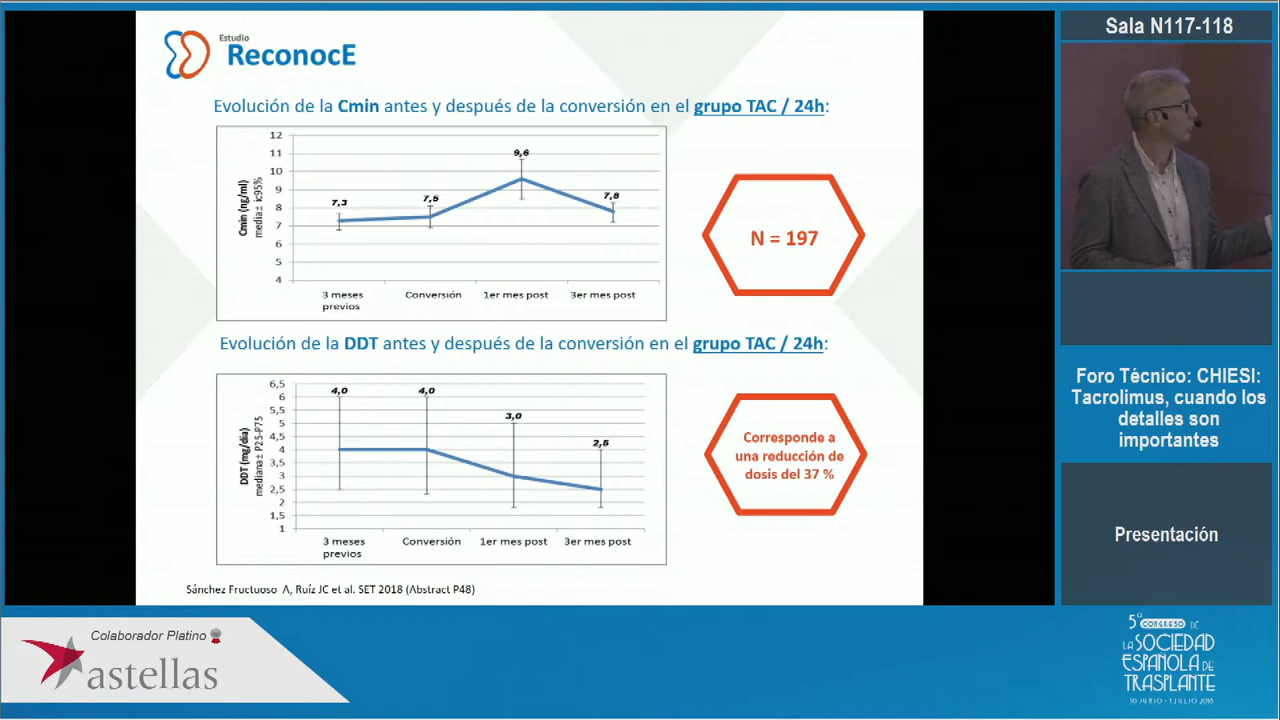 Estudio
ReconocE
Evolución de la Cmin antes y después de la conversión en el grupo TAC / 24h:
Cmin (ng/ml)
media± ic95%
12
11
10
9
8
7
6
5
4
7,3
7,5
9,6
7,8
3 meses previos
Conversión
1er mes post
3er mes post
N = 197
Evolución de la DDT antes y después de la conversión en el grupo TAC / 24h:
DDT (mg/dia)
mediana± P25-P75
6,5
6
5,5
5
4,5
4
3,5
3
2,5
2
1,5
1
4,0
4,0
3,0
2,5
3 meses previos
Conversión
1er mes post
3er mes post
Corresponde a
una reducción de
dosis del 37 %
Sánchez Fructuoso A, Ruíz JC et al. SET 2018 (Abstract P48)
Sala N117-118
Foro Técnico: CHIESI:
Tacrolimus, cuando los
detalles son
importantes
Presentación
Colaborador Platino
astellas
5º CONGRESO DE
LA SOCIEDAD
ESPAÑOLA DE
TRASPLANTE